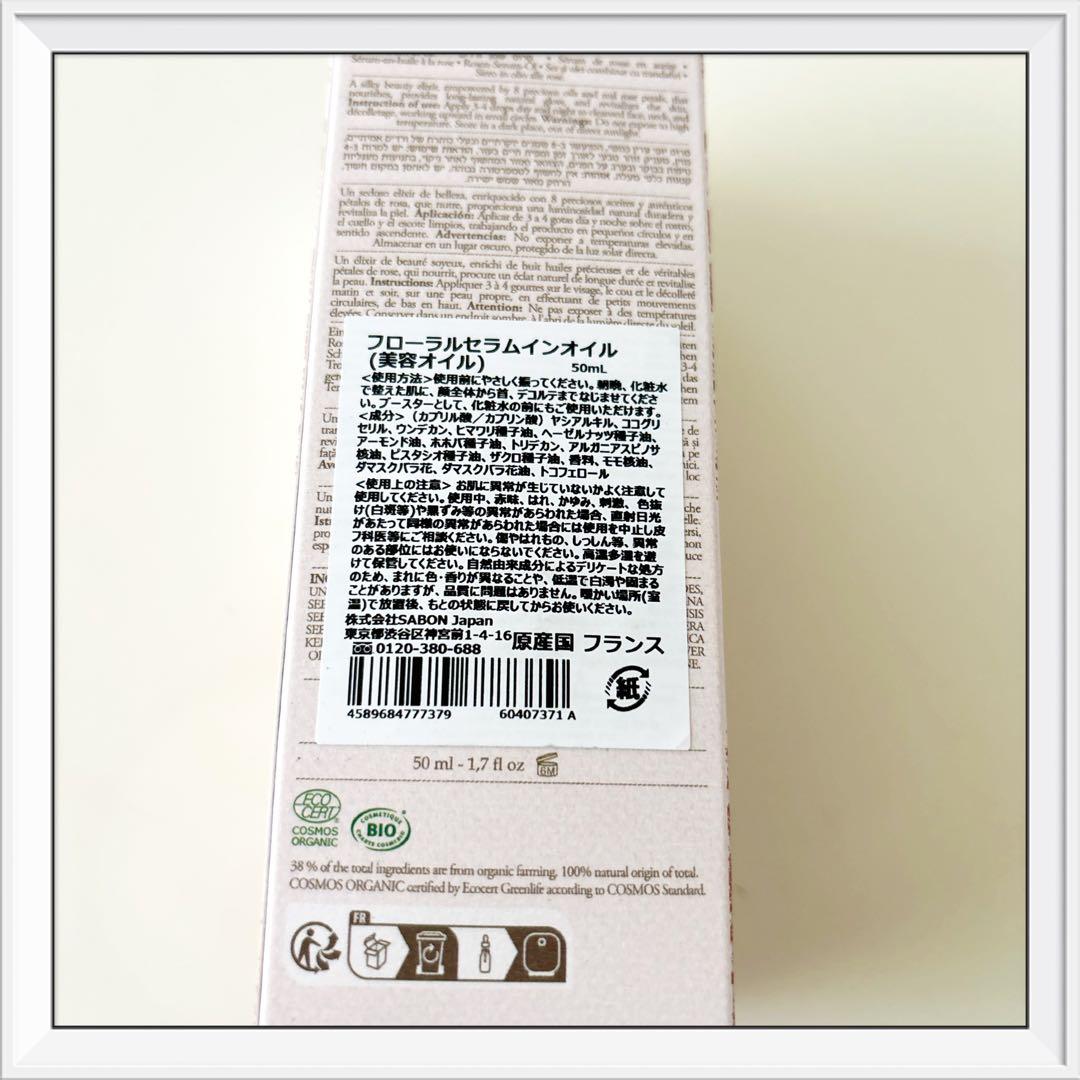 Sérum-en-huile à la rose • Rosen-Serum-Öl •
Siero in olio alle rose
A silky beauty elixir, empowered by 8 precious oils and real rose petals, that
nourishes, provides long-lasting natural glow, and revitalises the skin.
Instruction of use: Apply 3-4 drops day and night to cleansed face, neck, and
décolletage, working upward in small circles. Warnings: Do not expose to high
temperature. Store in a dark place, out of direct sunlight
Un sedoso elixir de belleza, enriquecido con 8 preciosos aceites y auténticos
pétalos de rosa, que nutre, proporciona una luminosidad natural duradera y
revitaliza la piel. Aplicación: Aplicar de 3 a 4 gotas día y noche sobre el rostro,
el cuello y el escote limpios, trabajando el producto en pequeños círculos y en
sentido ascendente. Advertencias: No exponer a temperaturas elevadas.
Almacenar en un lugar oscuro, protegido de la luz solar directa.
Un élixir de beauté soyeux, enrichi de huit huiles précieuses et de véritables
pétales de rose, qui nourrit, procure un éclat naturel de longue durée et revitalise
la peau. Instructions: Appliquer 3 à 4 gouttes sur le visage, le cou et le décolleté
matin et soir, sur une peau propre, en effectuant de petits mouvements
circulaires, de bas en haut. Attention: Ne pas exposer à des températures
élevées. Conserver dans un endroit sombre, à l'abri de la lumière directe du soleil.
フローラルセラムインオイル
(美容オイル) 50mL
<使用方法>使用前にやさしく振ってください。朝晩、化粧水
で整えた肌に、顔全体から首、デコルテまでなじませてくださ
い。ブースターとして、化粧水の前にもご使用いただけます。
<成分>(カプリル酸/カプリン酸)ヤシアルキル、ココグリ
セリル、ウンデカン、ヒマワリ種子油、ヘーゼルナッツ種子油、
アーモンド油、ホホバ種子油、トリデカン、アルガニアスピノサ
核油、ピスタシオ種子油、ザクロ種子油、香料、モモ核油、
ダマスクバラ花、ダマスクバラ花油、トコフェロール
<使用上の注意>お肌に異常が生じていないかよく注意して
使用してください。使用中、赤味、はれ、かゆみ、刺激、色抜
け(白斑等)や黒ずみ等の異常があらわれた場合、直射日光
があたって同様の異常があらわれた場合には使用を中止し皮
フ科医等にご相談ください。傷やはれもの、しっしん等、異常
のある部位にはお使いにならないでください。高温多湿を避
けて保管してください。自然由来成分によるデリケートな処方
のため、まれに色・香りが異なることや、低温で白濁や固まる
ことがありますが、品質に問題はありません。暖かい場所(室
温)で放置後、もとの状態に戻してからお使いください。
株式会社SABON Japan
東京都渋谷区神宮前1-4-16 原産国 フランス
0120-380-688
紙
4589684777379 60407371 A
50 ml - 1,7 fl oz 6M
ECO
CERT
COSMOS
ORGANIC
COSMETIQUE
BIO
CHARTE COSMEBIO
38 % of the total ingredients are from organic farming, 100% natural origin of total.
COSMOS ORGANIC certified by Ecocert Greenlife according to COSMOS Standard.
FR